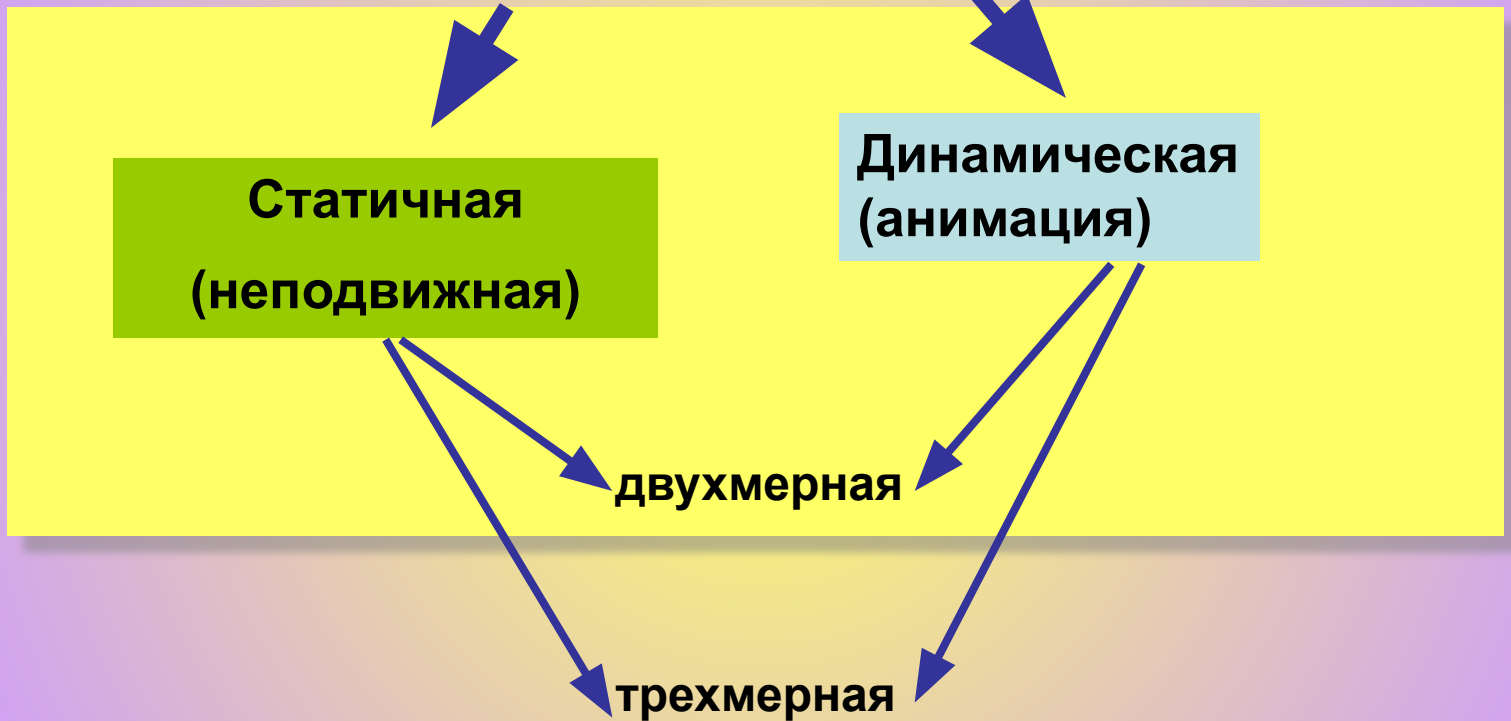 Статичная
(неподвижная)
Динамическая
(анимация)
двухмерная
трехмерная